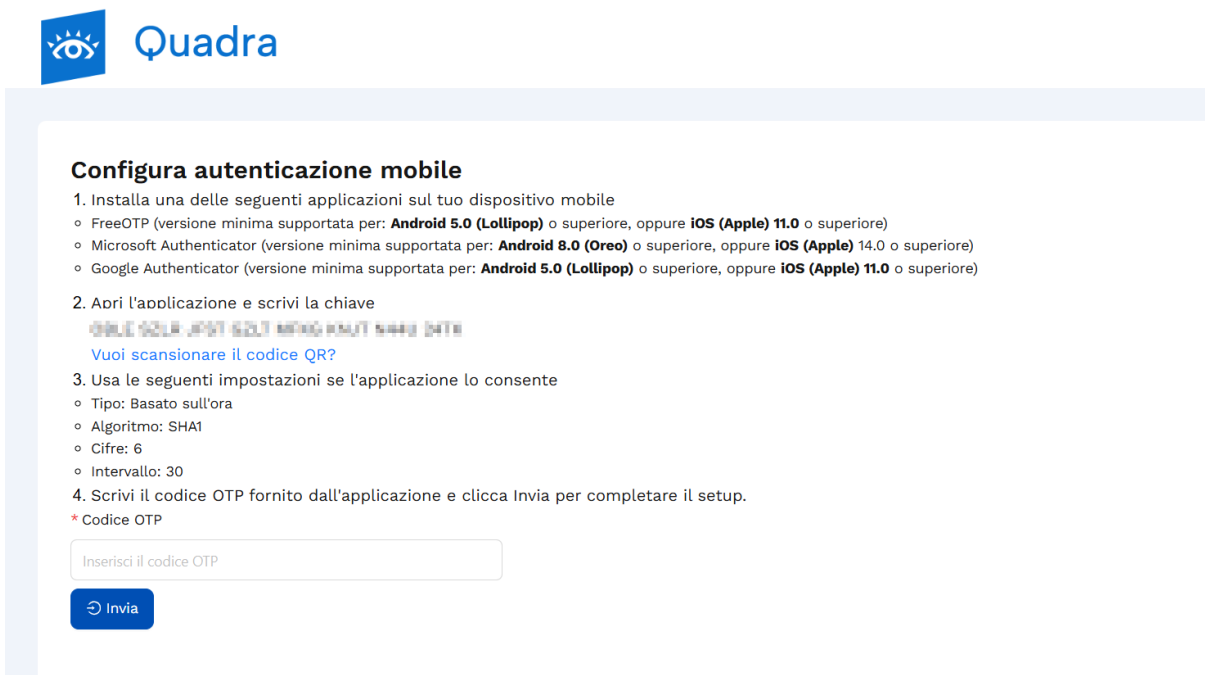 Quadra
Configura autenticazione mobile
1. Installa una delle seguenti applicazioni sul tuo dispositivo mobile
FreeOTP (versione minima supportata per: Android 5.0 (Lollipop) o superiore, oppure iOS (Apple) 11.0 o superiore)
Microsoft Authenticator (versione minima supportata per: Android 8.0 (Oreo) o superiore, oppure iOS (Apple) 14.0 o superiore)
Google Authenticator (versione minima supportata per: Android 5.0 (Lollipop) o superiore, oppure iOS (Apple) 11.0 o superiore)
2. Apri l'applicazione e scrivi la chiave
Vuoi scansionare il codice QR?
3. Usa le seguenti impostazioni se l'applicazione lo consente
Tipo: Basato sull'ora
Algoritmo: SHA1
Cifre: 6
Intervallo: 30
4. Scrivi il codice OTP fornito dall'applicazione e clicca Invia per completare il setup.
* Codice OTP
Inserisci il codice OTP
Invia